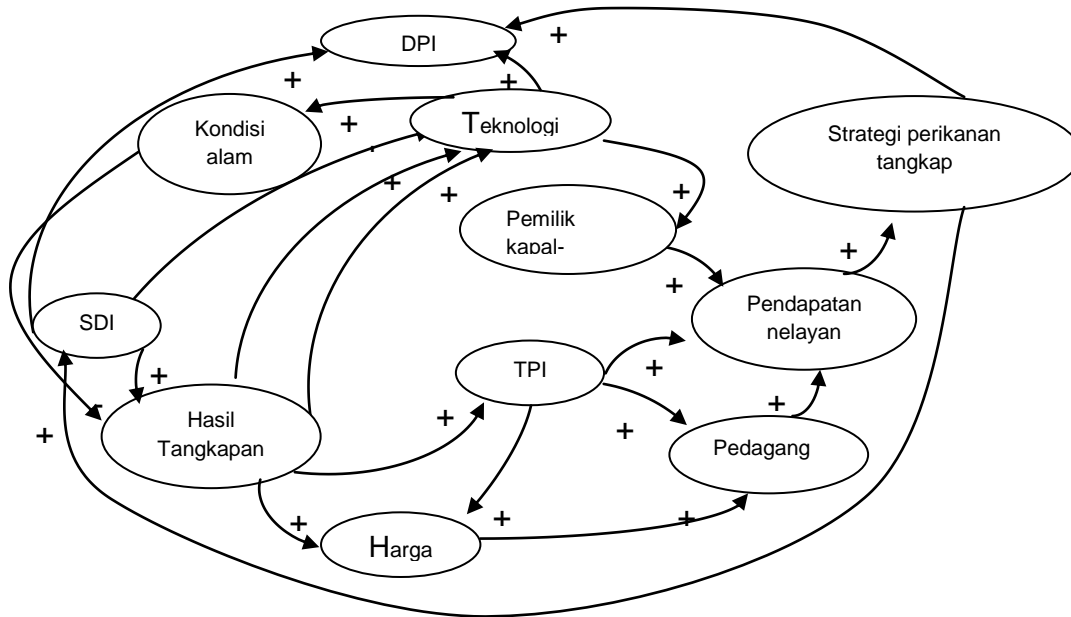 DPI
+
+
+
Teknologi
+
Kondisi
alam
Strategi perikanan
tangkap
+
+
+
Pemilik
kapal-
+
+
Pendapatan
nelayan
SDI
+
TPI
+
-
+
Hasil
Tangkapan
+
+
+
Pedagang
+
+
+
Harga